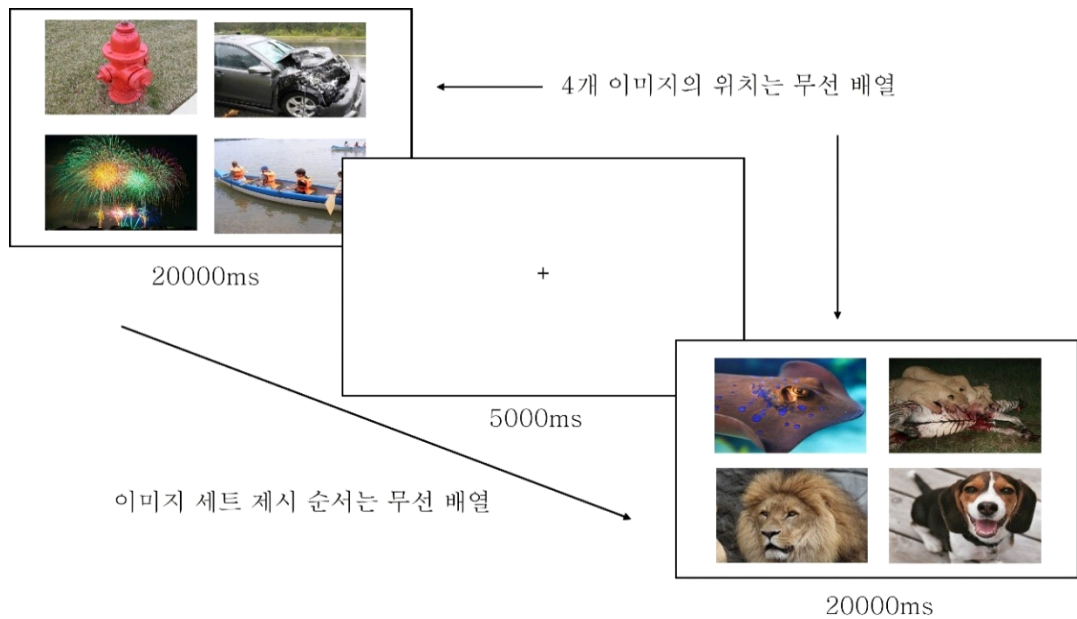 4개 이미지의 위치는 무선 배열
20000ms
+
5000ms
이미지 세트 제시 순서는 무선 배열
20000ms